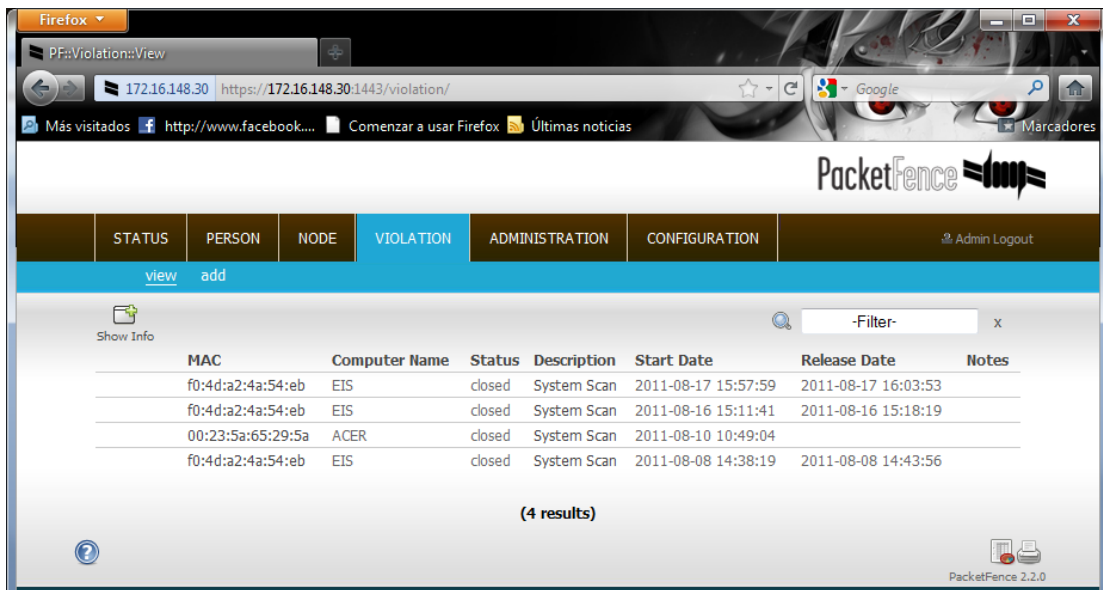 Firefox
PF::Violation::View
172.16.148.30 https://172.16.148.30:1443/violation/ Google
Más visitados http://www.facebook.... Comenzar a usar Firefox Últimas noticias Marcadores
PacketFence
STATUS PERSON NODE VIOLATION ADMINISTRATION CONFIGURATION Admin Logout
view add
Show Info -Filter- x
MAC Computer Name Status Description Start Date Release Date Notes
f0:4d:a2:4a:54:eb EIS closed System Scan 2011-08-17 15:57:59 2011-08-17 16:03:53
f0:4d:a2:4a:54:eb EIS closed System Scan 2011-08-16 15:11:41 2011-08-16 15:18:19
00:23:5a:65:29:5a ACER closed System Scan 2011-08-10 10:49:04
f0:4d:a2:4a:54:eb EIS closed System Scan 2011-08-08 14:38:19 2011-08-08 14:43:56
(4 results)
PacketFence 2.2.0